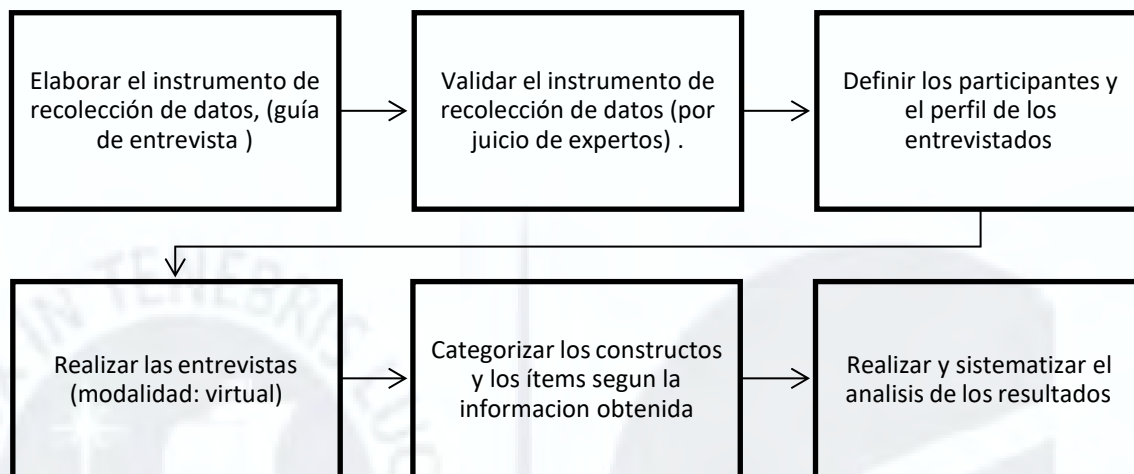 Elaborar el instrumento de
recolección de datos, (guía
de entrevista )
Validar el instrumento de
recolección de datos (por
juicio de expertos) .
Definir los participantes y
el perfil de los
entrevistados
IN TENEBRIS
Realizar las entrevistas
(modalidad: virtual)
Categorizar los constructos
y los ítems segun la
informacion obtenida
Realizar y sistematizar el
analisis de los resultados